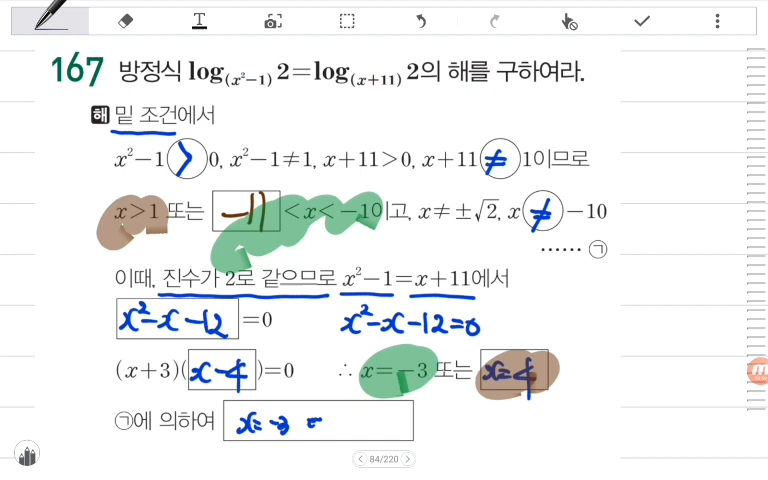 T
167 방정식 log(x²−1) 2=log(x+11) 2의 해를 구하여라.
해 밑 조건에서
x²−1>0, x²−1≠1, x+11>0, x+11≠1이므로
x>1 또는 −11<x<−1이고, x≠±√2, x≠−10
…… ㉠
이때, 진수가 2로 같으므로 x²−1=x+11에서
x²−x−12=0 x²−x−12=0
(x+3)(x−4)=0 ∴ x=−3 또는 x=4
㉠에 의하여 x=−3
84/220